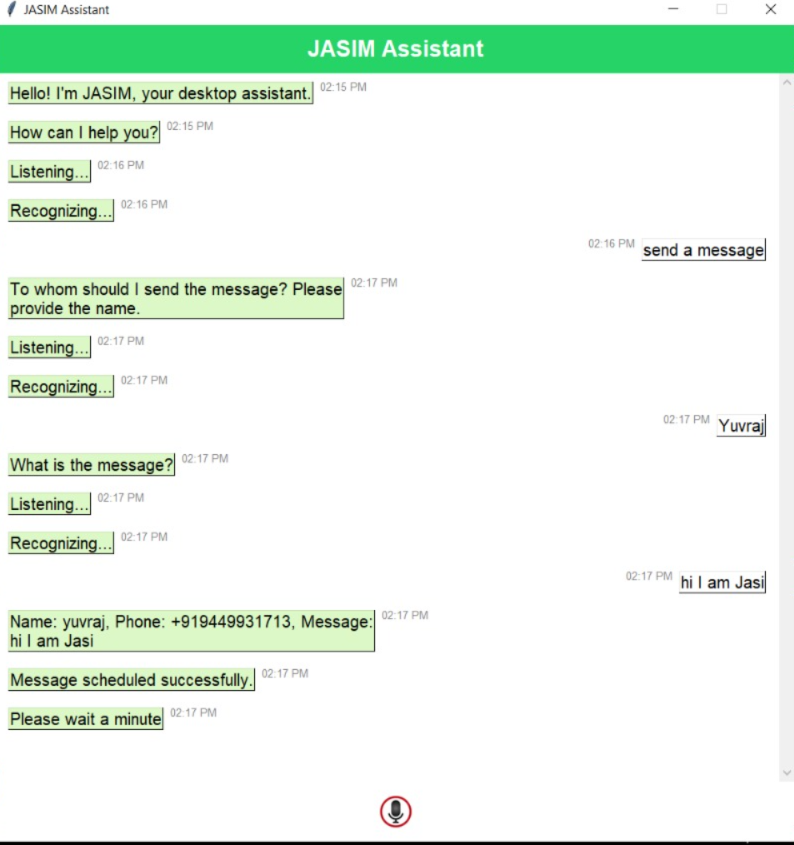 JASIM Assistant
JASIM Assistant
Hello! I'm JASIM, your desktop assistant. 02:15 PM
How can I help you? 02:15 PM
Listening... 02:16 PM
Recognizing... 02:16 PM
02:16 PM send a message
To whom should I send the message? Please 02:17 PM
provide the name.
Listening... 02:17 PM
Recognizing... 02:17 PM
02:17 PM Yuvraj
What is the message? 02:17 PM
Listening... 02:17 PM
Recognizing... 02:17 PM
02:17 PM hi I am Jasi
Name: yuvraj, Phone: +919449931713, Message: 02:17 PM
hi I am Jasi
Message scheduled successfully. 02:17 PM
Please wait a minute 02:17 PM